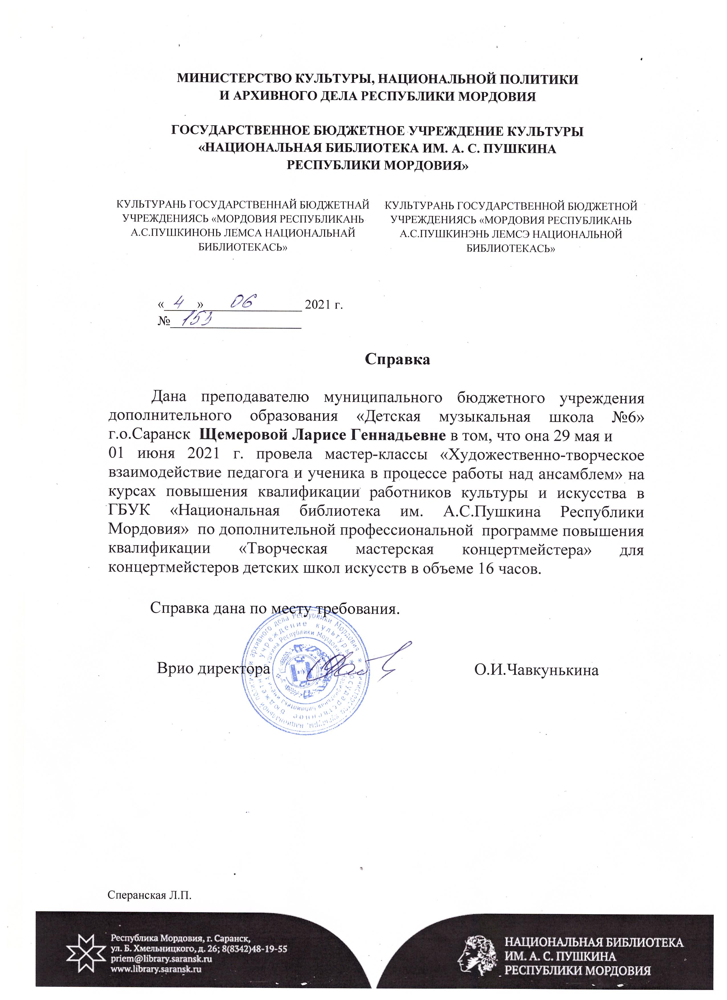 МИНИСТЕРСТВО КУЛЬТУРЫ, НАЦИОНАЛЬНОЙ ПОЛИТИКИ
И АРХИВНОГО ДЕЛА РЕСПУБЛИКИ МОРДОВИЯ
ГОСУДАРСТВЕННОЕ БЮДЖЕТНОЕ УЧРЕЖДЕНИЕ КУЛЬТУРЫ
«НАЦИОНАЛЬНАЯ БИБЛИОТЕКА ИМ. А. С. ПУШКИНА
РЕСПУБЛИКИ МОРДОВИЯ»
КУЛЬТУРАНЬ ГОСУДАРСТВЕННАЙ БЮДЖЕТНАЙ
УЧРЕЖДЕНИЯСЬ «МОРДОВИЯ РЕСПУБЛИКАНЬ
А.С.ПУШКИНОНЬ ЛЕМСА НАЦИОНАЛЬНАЙ
БИБЛИОТЕКАСЬ»
КУЛЬТУРАНЬ ГОСУДАРСТВЕННОЙ БЮДЖЕТНОЙ
УЧРЕЖДЕНИЯСЬ «МОРДОВИЯ РЕСПУБЛИКАНЬ
А.С.ПУШКИНЭНЬ ЛЕМСЭ НАЦИОНАЛЬНОЙ
БИБЛИОТЕКАСЬ»
«4» 06 2021 г.
№ 153
Справка
Дана преподавателю муниципального бюджетного учреждения
дополнительного образования «Детская музыкальная школа №6»
г.о.Саранск Щемеровой Ларисе Геннадьевне в том, что она 29 мая и
01 июня 2021 г. провела мастер-классы «Художественно-творческое
взаимодействие педагога и ученика в процессе работы над ансамблем» на
курсах повышения квалификации работников культуры и искусства в
ГБУК «Национальная библиотека им. А.С.Пушкина Республики
Мордовия» по дополнительной профессиональной программе повышения
квалификации «Творческая мастерская концертмейстера» для
концертмейстеров детских школ искусств в объеме 16 часов.
Справка дана по месту требования.
Врио директора О.И.Чавкунькина
Сперанская Л.П.
Республика Мордовия, г. Саранск,
ул. Б. Хмельницкого, д. 26; 8(8342)48-19-55
priem@library.saransk.ru
www.library.saransk.ru
НАЦИОНАЛЬНАЯ БИБЛИОТЕКА
ИМ. А. С. ПУШКИНА
РЕСПУБЛИКИ МОРДОВИЯ